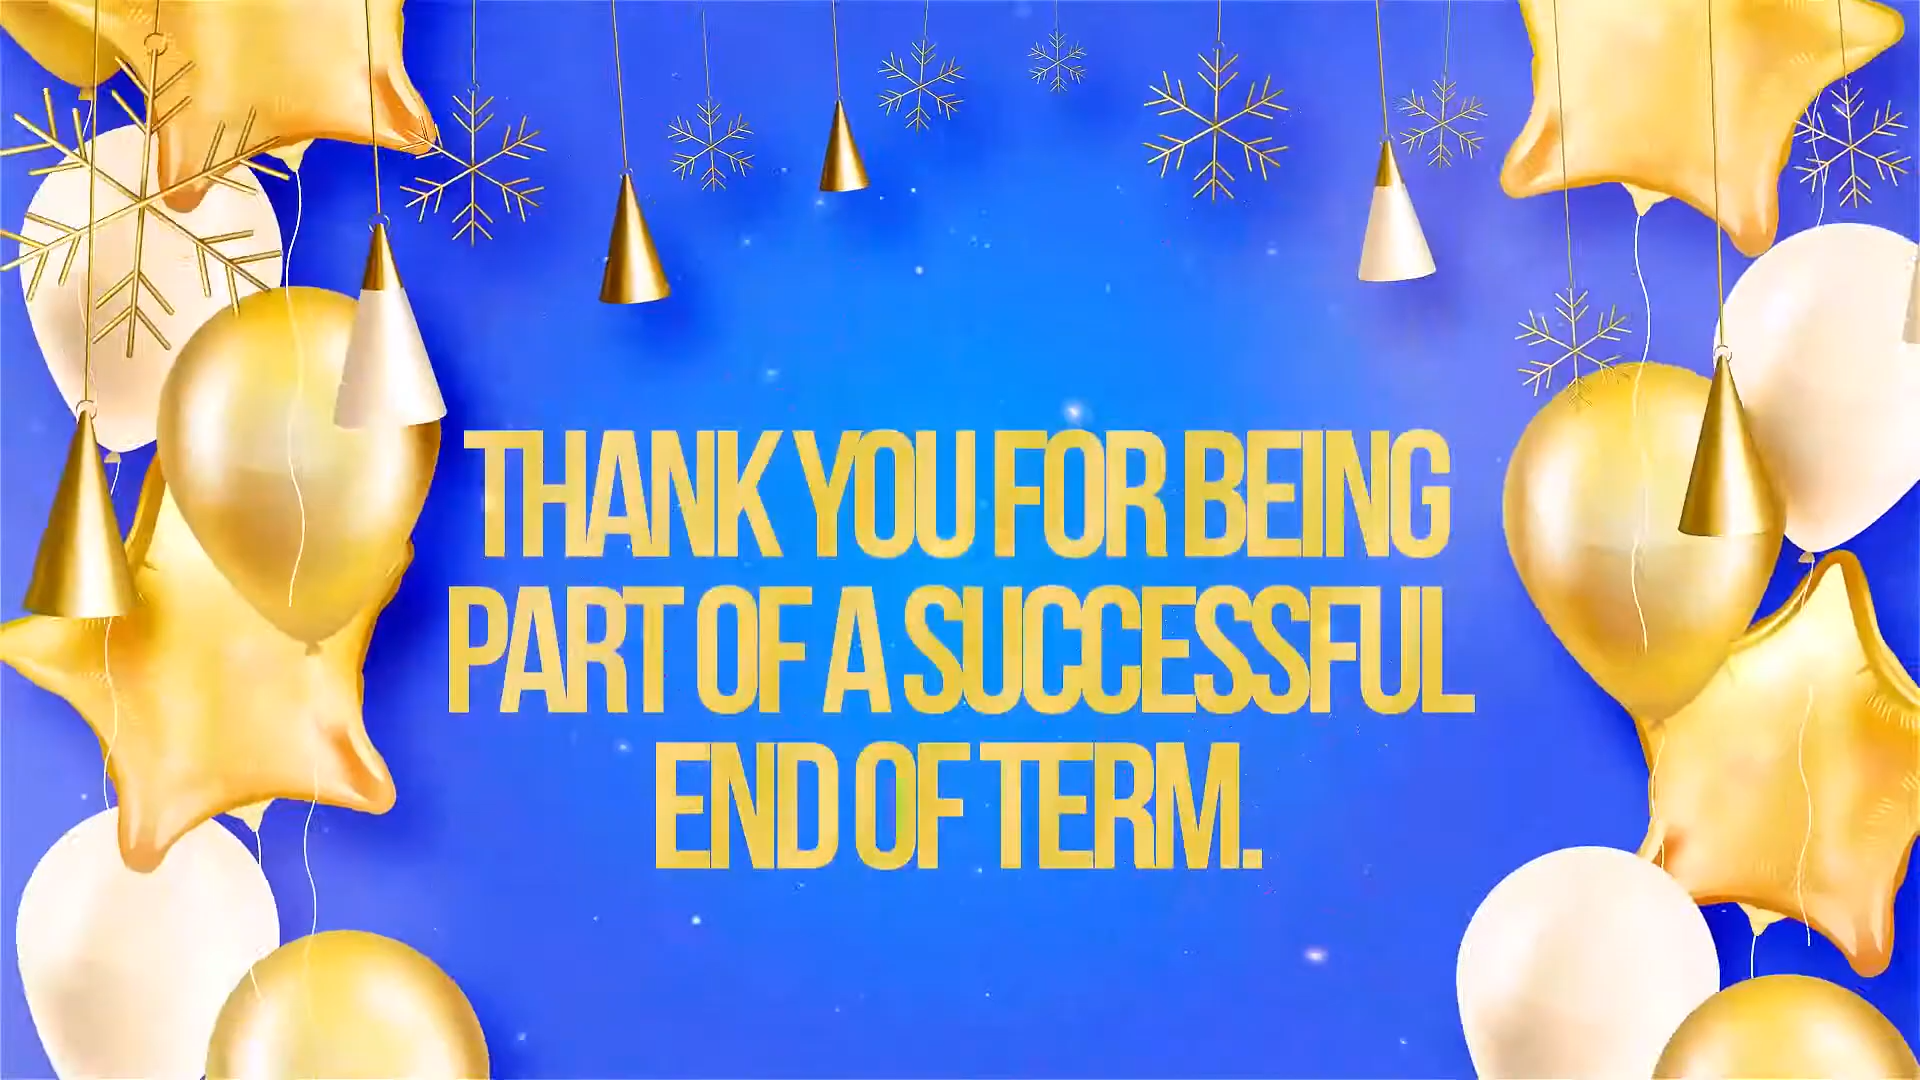 THANK YOU FOR BEING
PART OF A SUCCESSFUL
END OF TERM.